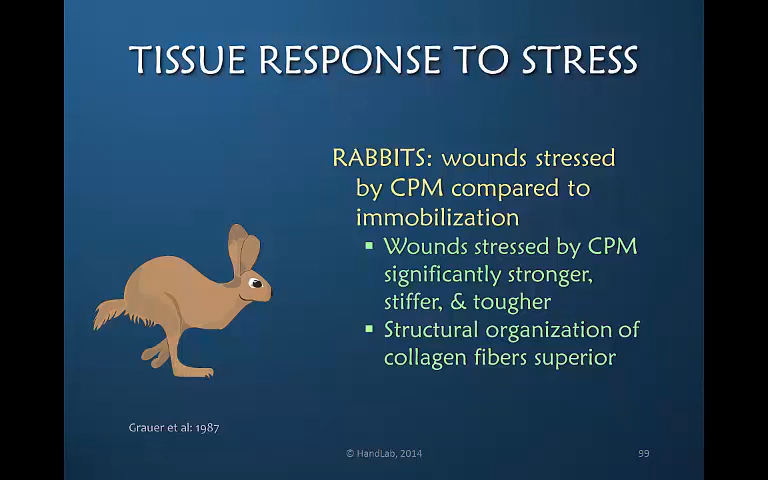 TISSUE RESPONSE TO STRESS
RABBITS: wounds stressed
by CPM compared to
immobilization
▪ Wounds stressed by CPM
significantly stronger,
stiffer, & tougher
▪ Structural organization of
collagen fibers superior
Grauer et al: 1987
© HandLab, 2014
99